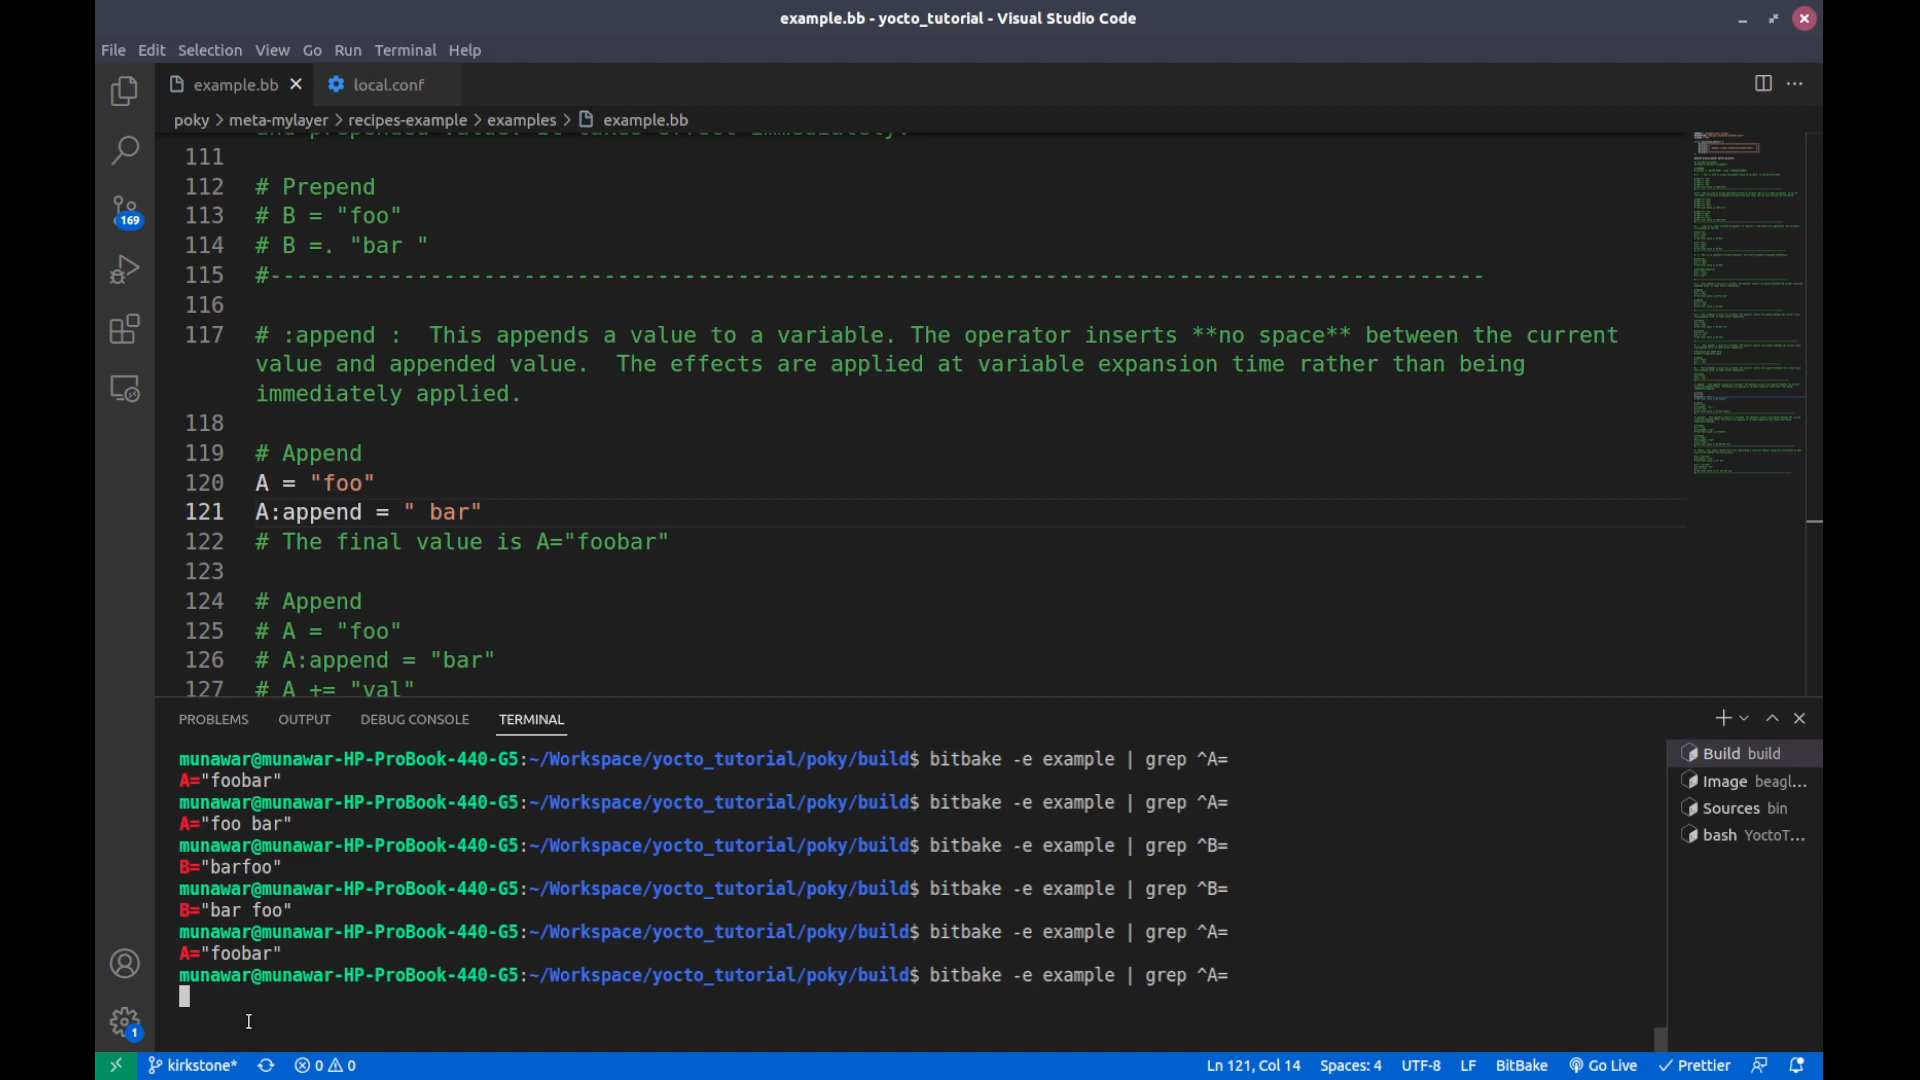 example.bb - yocto_tutorial - Visual Studio Code
File Edit Selection View Go Run Terminal Help
example.bb local.conf
poky > meta-mylayer > recipes-example > examples > example.bb
and prepended value. It takes effect immediately.
111
112 # Prepend
113 # B = "foo"
114 # B =. "bar "
115 #-------------------------------------------------------------------------------------------
116
117 # :append :  This appends a value to a variable. The operator inserts **no space** between the current
value and appended value.  The effects are applied at variable expansion time rather than being
immediately applied.
118
119 # Append
120 A = "foo"
121 A:append = " bar"
122 # The final value is A="foobar"
123
124 # Append
125 # A = "foo"
126 # A:append = "bar"
127 # A += "val"
PROBLEMS OUTPUT DEBUG CONSOLE TERMINAL
munawar@munawar-HP-ProBook-440-G5:~/Workspace/yocto_tutorial/poky/build$ bitbake -e example | grep ^A=
A="foobar"
munawar@munawar-HP-ProBook-440-G5:~/Workspace/yocto_tutorial/poky/build$ bitbake -e example | grep ^A=
A="foo bar"
munawar@munawar-HP-ProBook-440-G5:~/Workspace/yocto_tutorial/poky/build$ bitbake -e example | grep ^B=
B="barfoo"
munawar@munawar-HP-ProBook-440-G5:~/Workspace/yocto_tutorial/poky/build$ bitbake -e example | grep ^B=
B="bar foo"
munawar@munawar-HP-ProBook-440-G5:~/Workspace/yocto_tutorial/poky/build$ bitbake -e example | grep ^A=
A="foobar"
munawar@munawar-HP-ProBook-440-G5:~/Workspace/yocto_tutorial/poky/build$ bitbake -e example | grep ^A=
Build build
Image beagl...
Sources bin
bash YoctoT...
169
1
kirkstone* 0 0 Ln 121, Col 14 Spaces: 4 UTF-8 LF BitBake Go Live Prettier